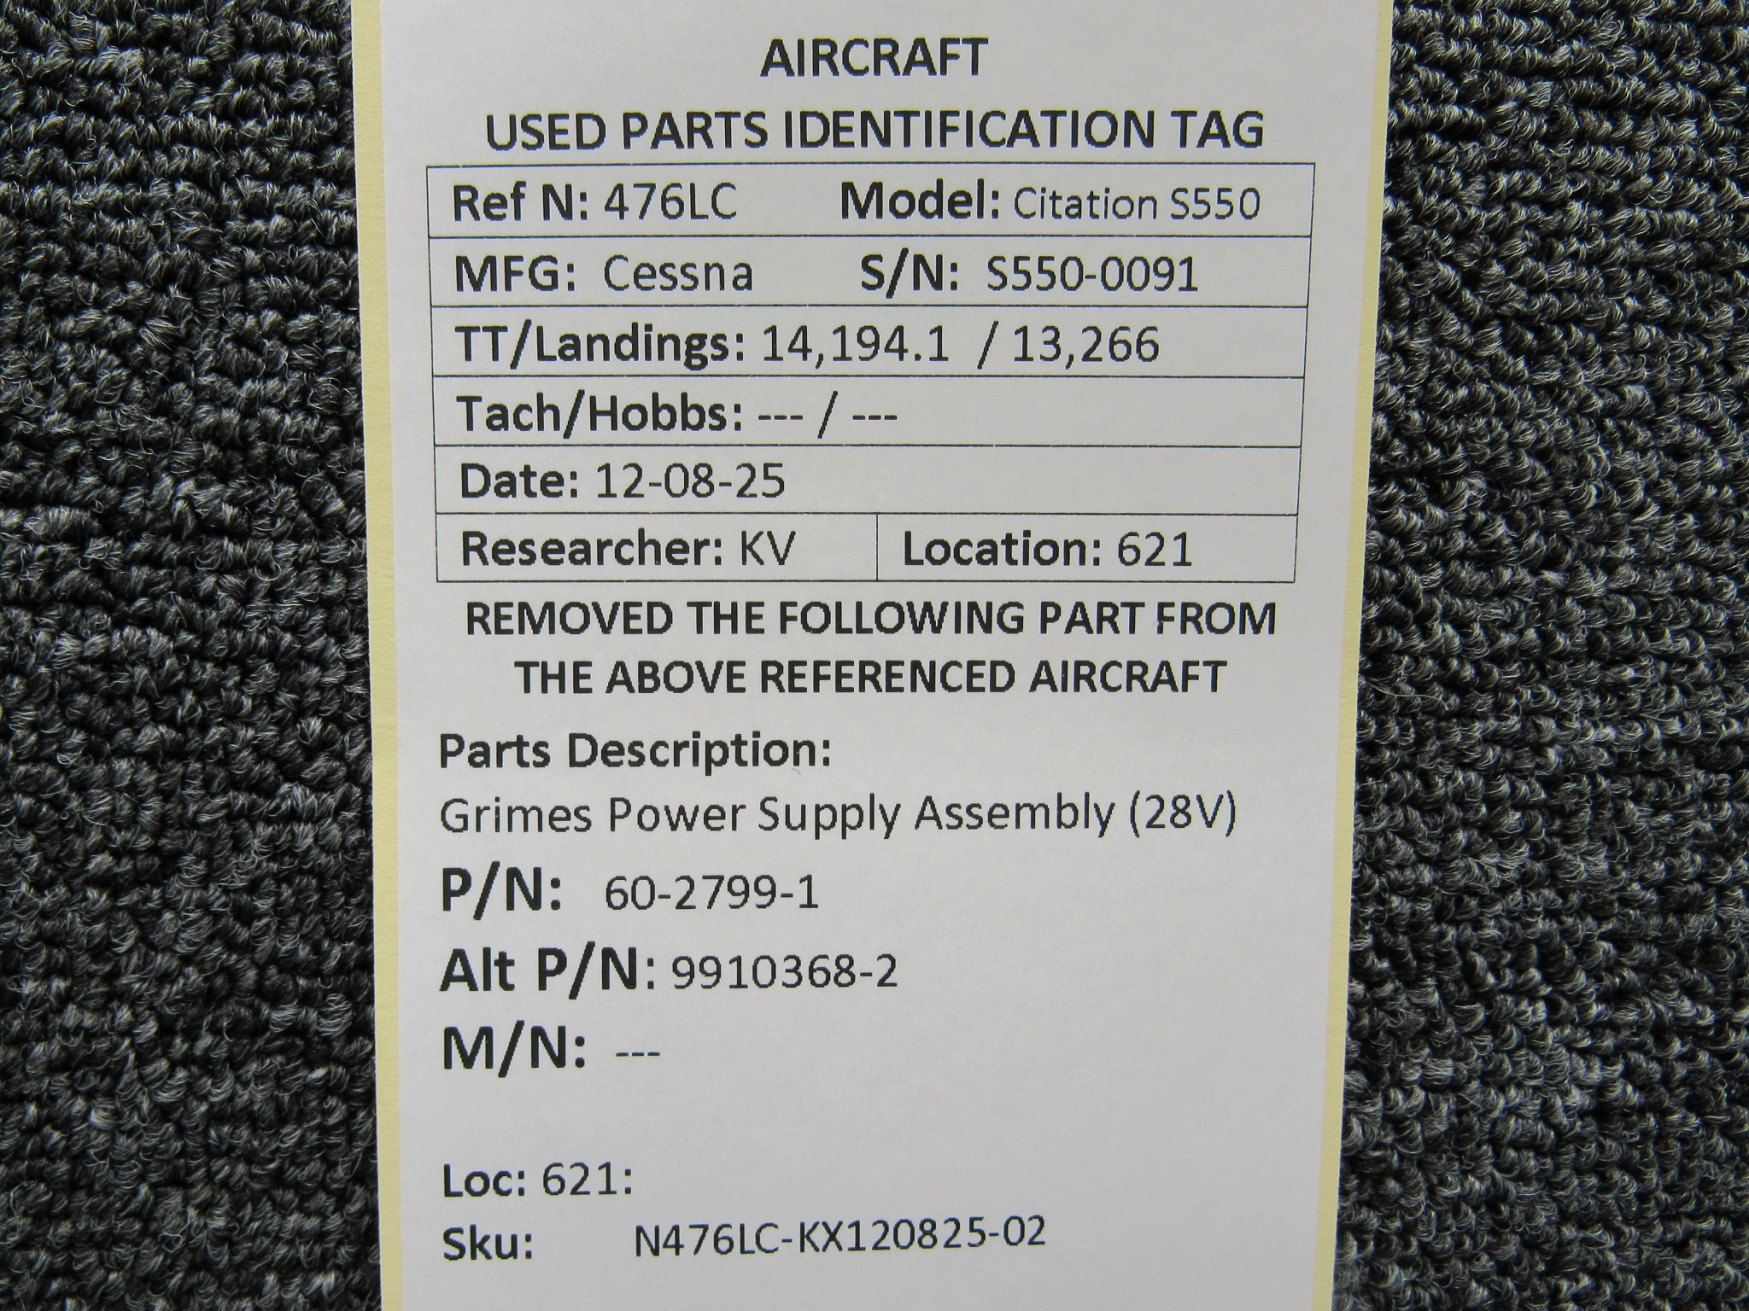 AIRCRAFT
USED PARTS IDENTIFICATION TAG
Ref N: 476LC Model: Citation S550
MFG: Cessna S/N: S550-0091
TT/Landings: 14,194.1 / 13,266
Tach/Hobbs: --- / ---
Date: 12-08-25
Researcher: KV Location: 621
REMOVED THE FOLLOWING PART FROM
THE ABOVE REFERENCED AIRCRAFT
Parts Description:
Grimes Power Supply Assembly (28V)
P/N: 60-2799-1
Alt P/N: 9910368-2
M/N: ---
Loc: 621:
Sku: N476LC-KX120825-02